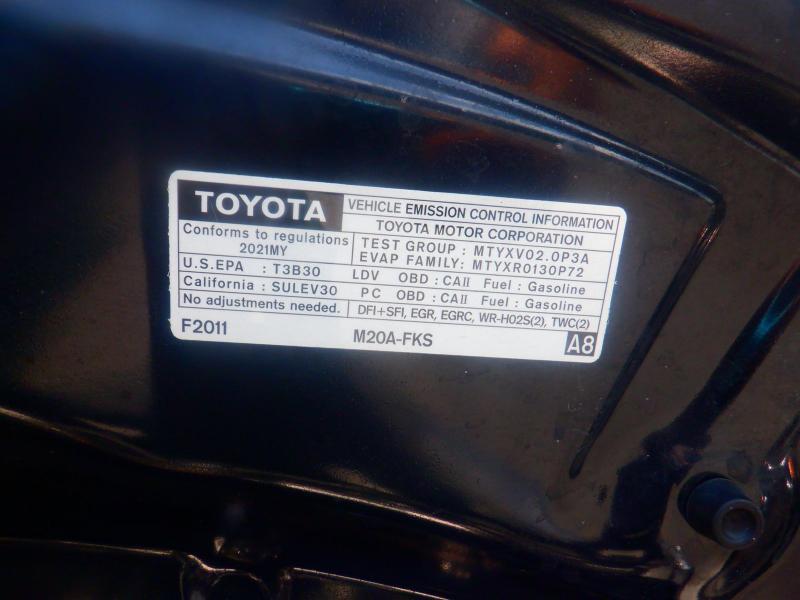 TOYOTA VEHICLE EMISSION CONTROL INFORMATION
TOYOTA MOTOR CORPORATION
Conforms to regulations
2021MY
TEST GROUP : MTYXV02.0P3A
EVAP FAMILY: MTYXR0130P72
U.S.EPA : T3B30 LDV OBD : CAII Fuel : Gasoline
California : SULEV30 PC OBD : CAII Fuel : Gasoline
No adjustments needed. DFI+SFI, EGR, EGRC, WR-HO2S(2), TWC(2)
F2011 M20A-FKS A8